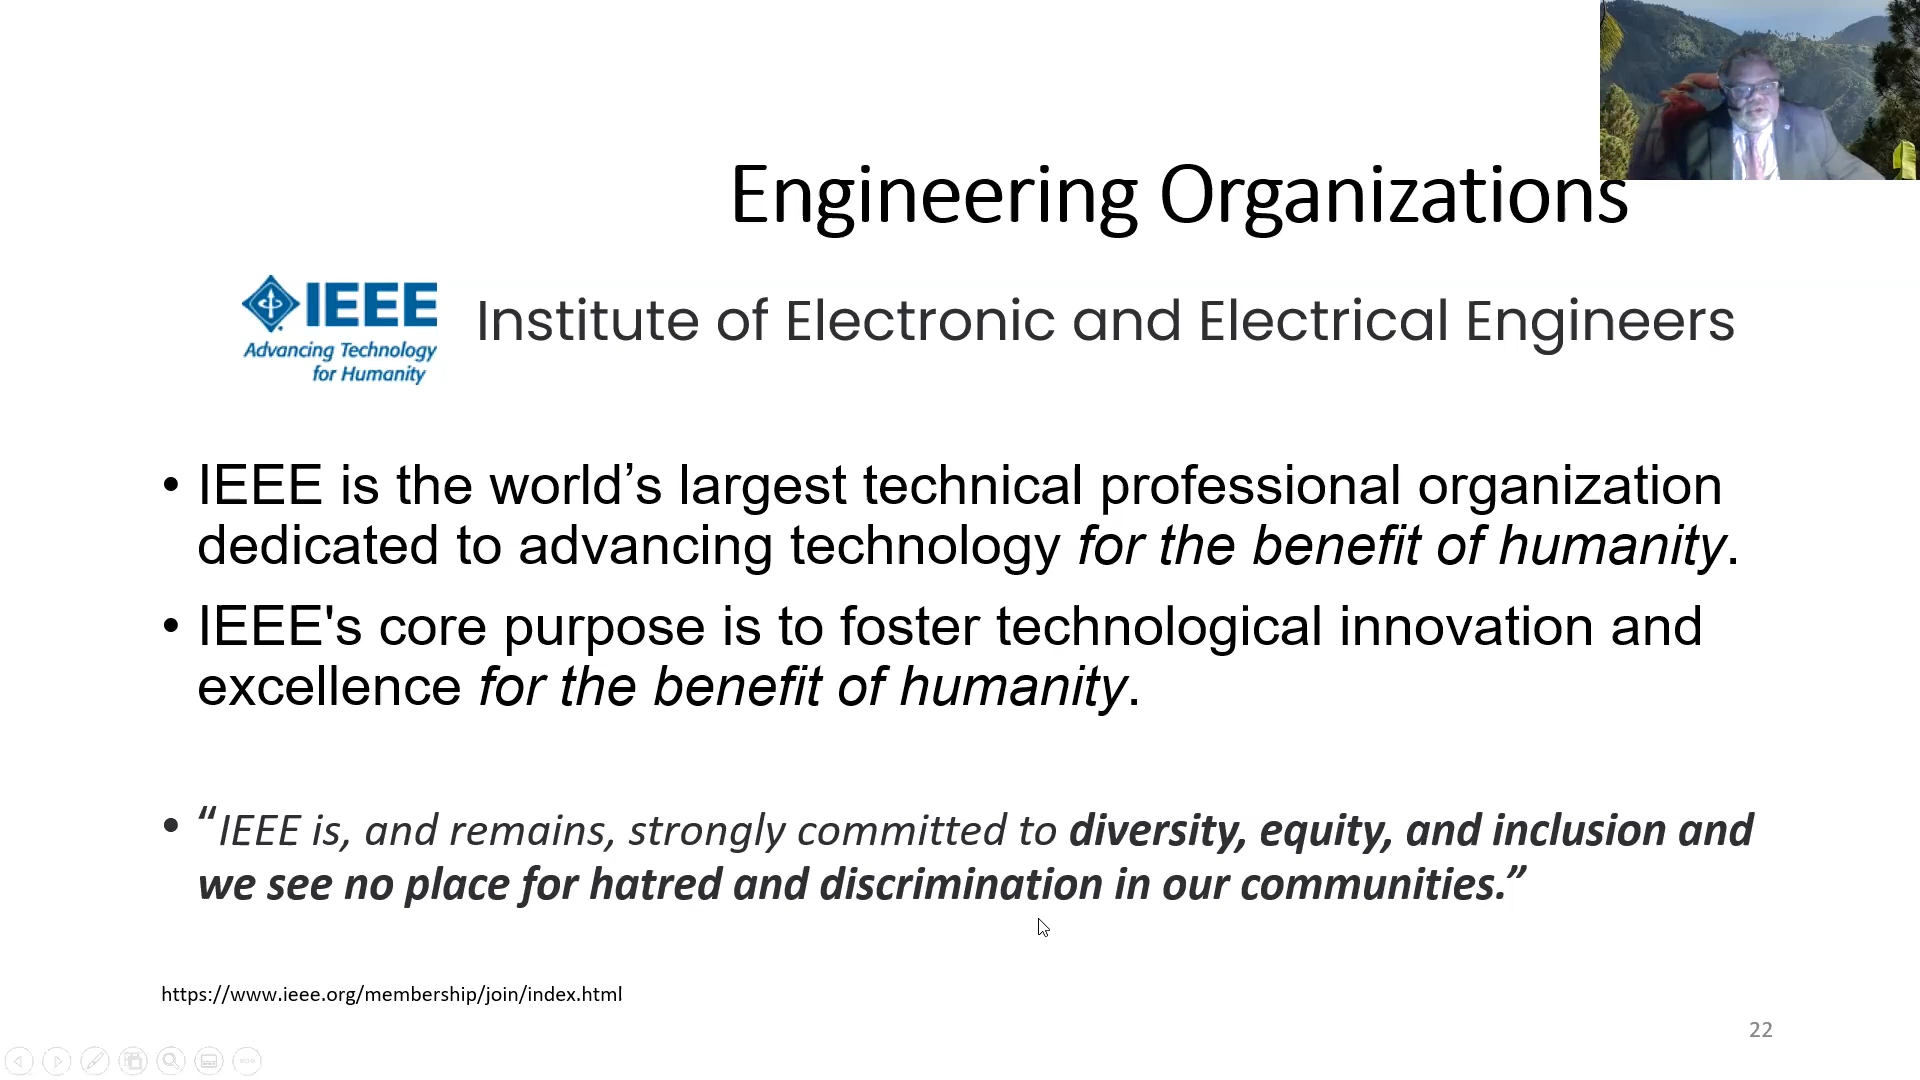 Engineering Organizations
IEEE
Advancing Technology
for Humanity
Institute of Electronic and Electrical Engineers
• IEEE is the world’s largest technical professional organization
dedicated to advancing technology for the benefit of humanity.
• IEEE's core purpose is to foster technological innovation and
excellence for the benefit of humanity.
• “IEEE is, and remains, strongly committed to diversity, equity, and inclusion and
we see no place for hatred and discrimination in our communities.”
https://www.ieee.org/membership/join/index.html
22